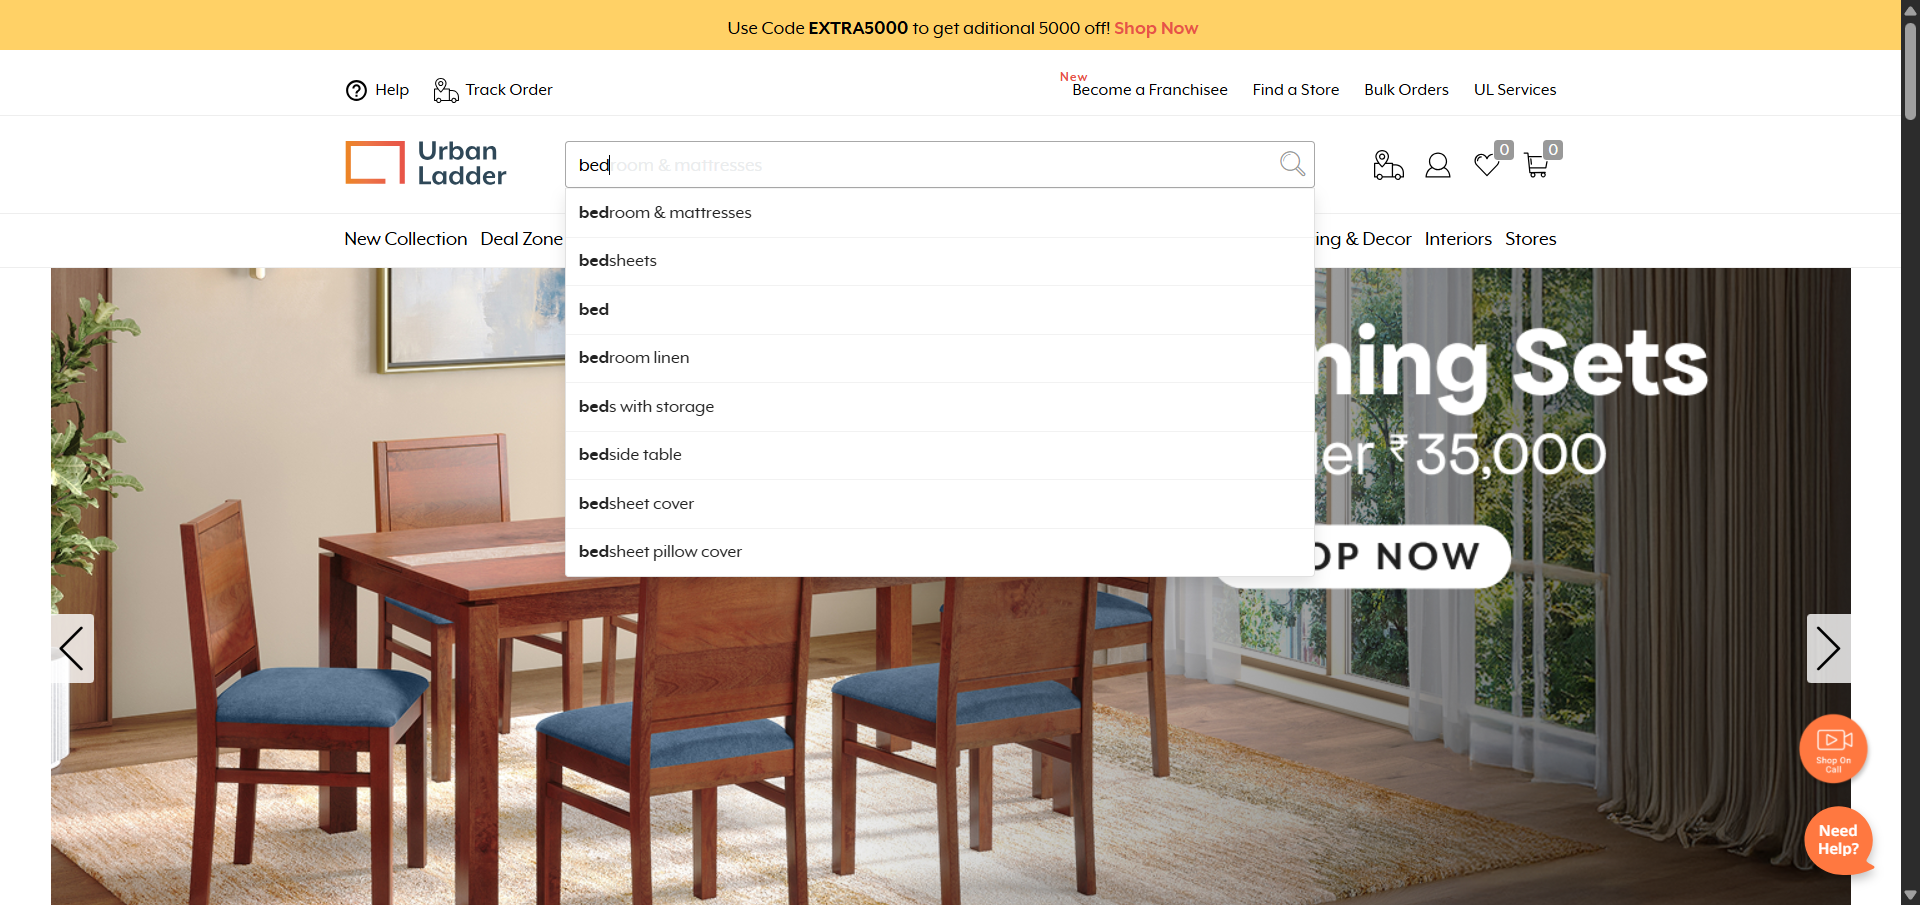 Use Code EXTRA5000 to get aditional 5000 off! Shop Now
Help
Track Order
New
Become a Franchisee
Find a Store
Bulk Orders
UL Services
Urban
Ladder
bedroom & mattresses
0
0
bedroom & mattresses
bedsheets
bed
bedroom linen
beds with storage
bedside table
bedsheet cover
bedsheet pillow cover
New Collection
Deal Zone
ing & Decor
Interiors
Stores
ning Sets
er ₹35,000
OP NOW
Shop On
Call
Need
Help?